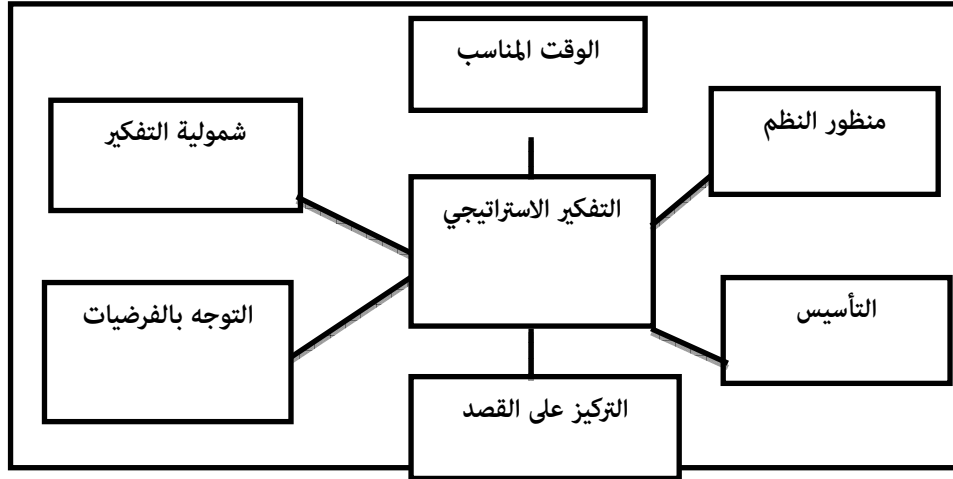 الوقت المناسب
منظور النظم
شمولية التفكير
التفكير الاستراتيجي
التأسيس
التوجه بالفرضيات
التركيز على القصد